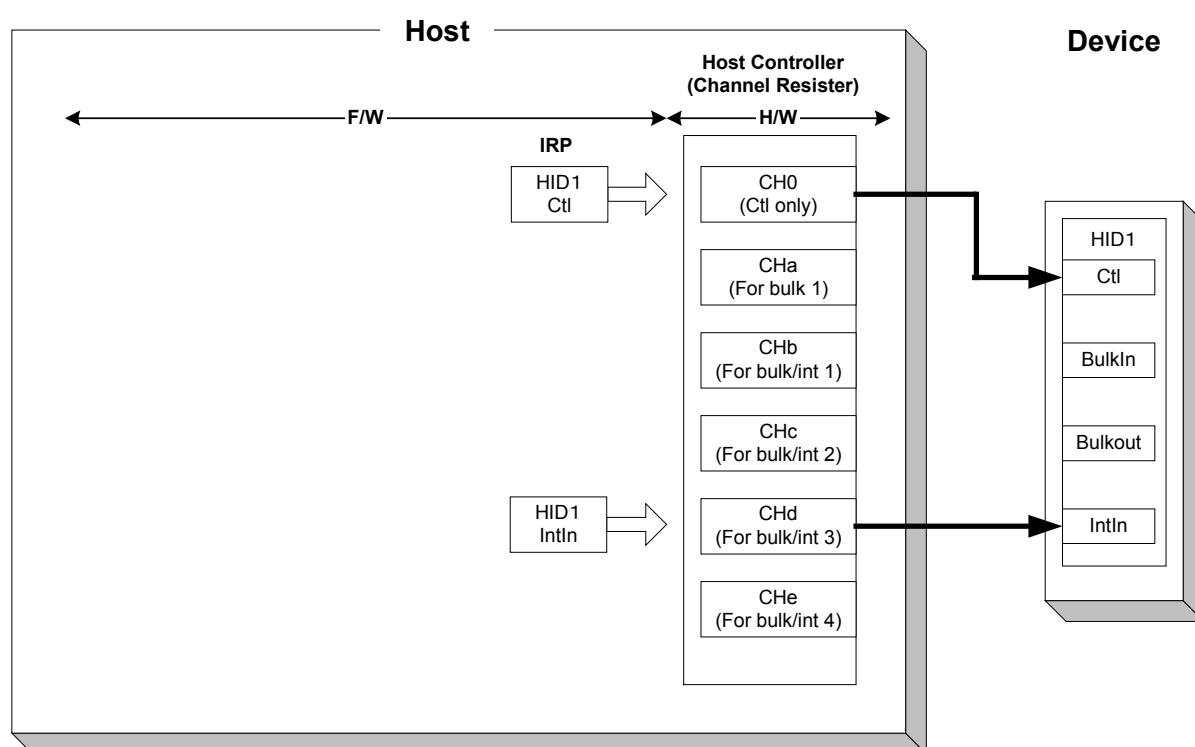 Host
Device
Host Controller
(Channel Resister)
F/W
H/W
IRP
HID1
Ctl
CH0
(Ctl only)
CHa
(For bulk 1)
CHb
(For bulk/int 1)
CHc
(For bulk/int 2)
HID1
IntIn
CHd
(For bulk/int 3)
CHe
(For bulk/int 4)
HID1
Ctl
BulkIn
Bulkout
IntIn